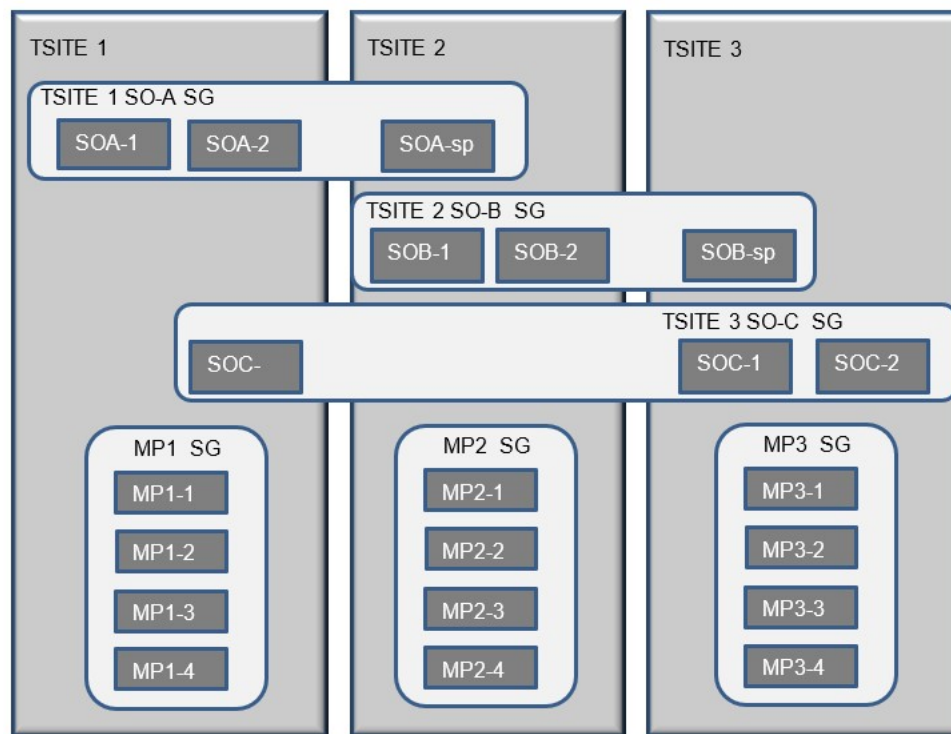 TSITE 1
TSITE 2
TSITE 3
TSITE 1 SO-A SG
SOA-1
SOA-2
SOA-sp
TSITE 2 SO-B SG
SOB-1
SOB-2
SOB-sp
TSITE 3 SO-C SG
SOC-
SOC-1
SOC-2
MP1 SG
MP1-1
MP1-2
MP1-3
MP1-4
MP2 SG
MP2-1
MP2-2
MP2-3
MP2-4
MP3 SG
MP3-1
MP3-2
MP3-3
MP3-4